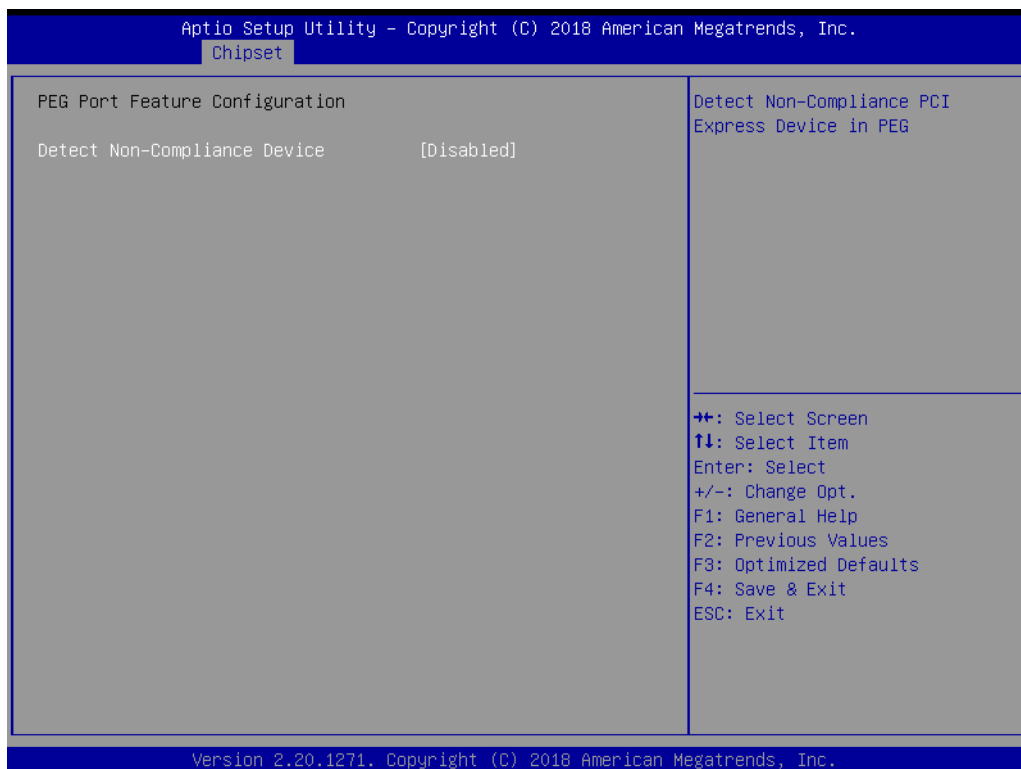 Aptio Setup Utility – Copyright (C) 2018 American Megatrends, Inc.
Chipset
PEG Port Feature Configuration
Detect Non-Compliance Device [Disabled]
Detect Non-Compliance PCI
Express Device in PEG
→←: Select Screen
↑↓: Select Item
Enter: Select
+/-: Change Opt.
F1: General Help
F2: Previous Values
F3: Optimized Defaults
F4: Save & Exit
ESC: Exit
Version 2.20.1271. Copyright (C) 2018 American Megatrends, Inc.